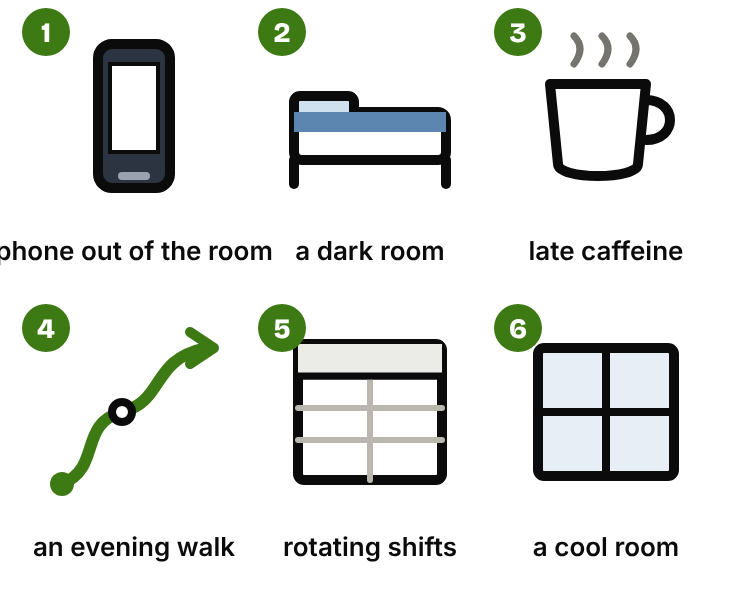 1
2
3
phone out of the room
a dark room
late caffeine
4
5
6
an evening walk
rotating shifts
a cool room